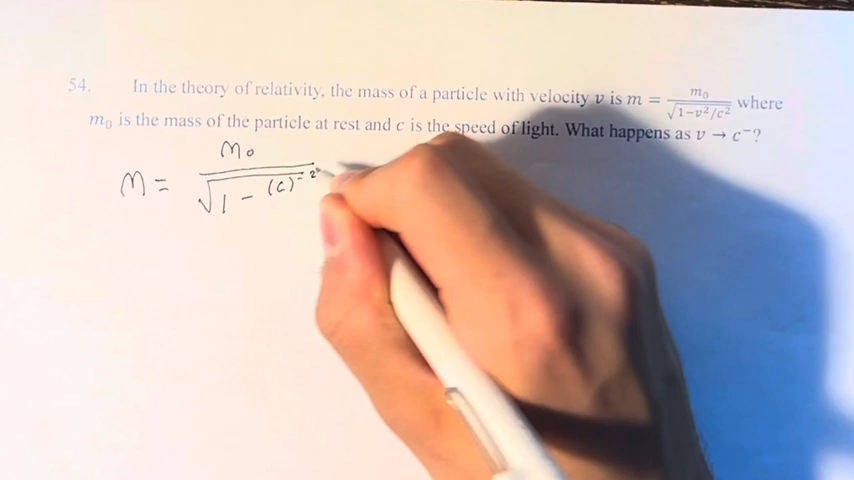 54. In the theory of relativity, the mass of a particle with velocity v is m = m₀/√(1−v²/c²) where
m₀ is the mass of the particle at rest and c is the speed of light. What happens as v → c⁻?
m = m₀/√(1 − (c)⁻²